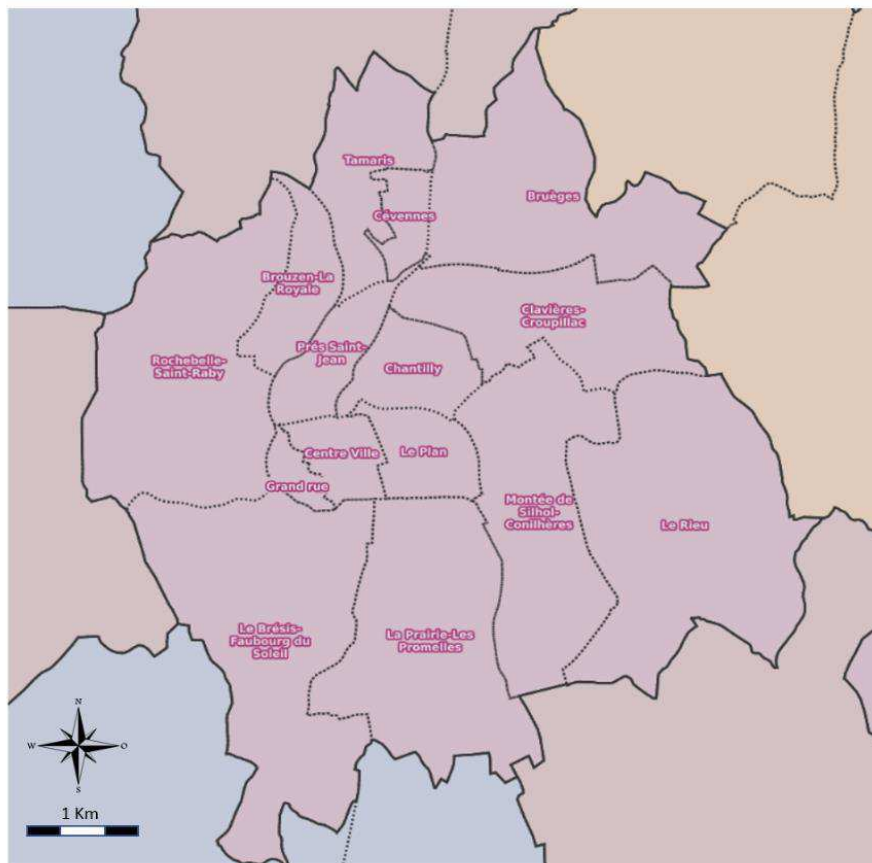 Tamaris
Bruèges
Cévennes
Brouzen-La
Royale
Clavières-
Croupillac
Prés Saint-
Jean
Rochebelle-
Saint-Raby
Chantilly
Centre Ville
Le Plan
Grand rue
Montée de
Silhol-
Conilhères
Le Rieu
Le Brésis-
Faubourg du
Soleil
La Prairie-Les
Promelles
N
W
O
S
1 Km